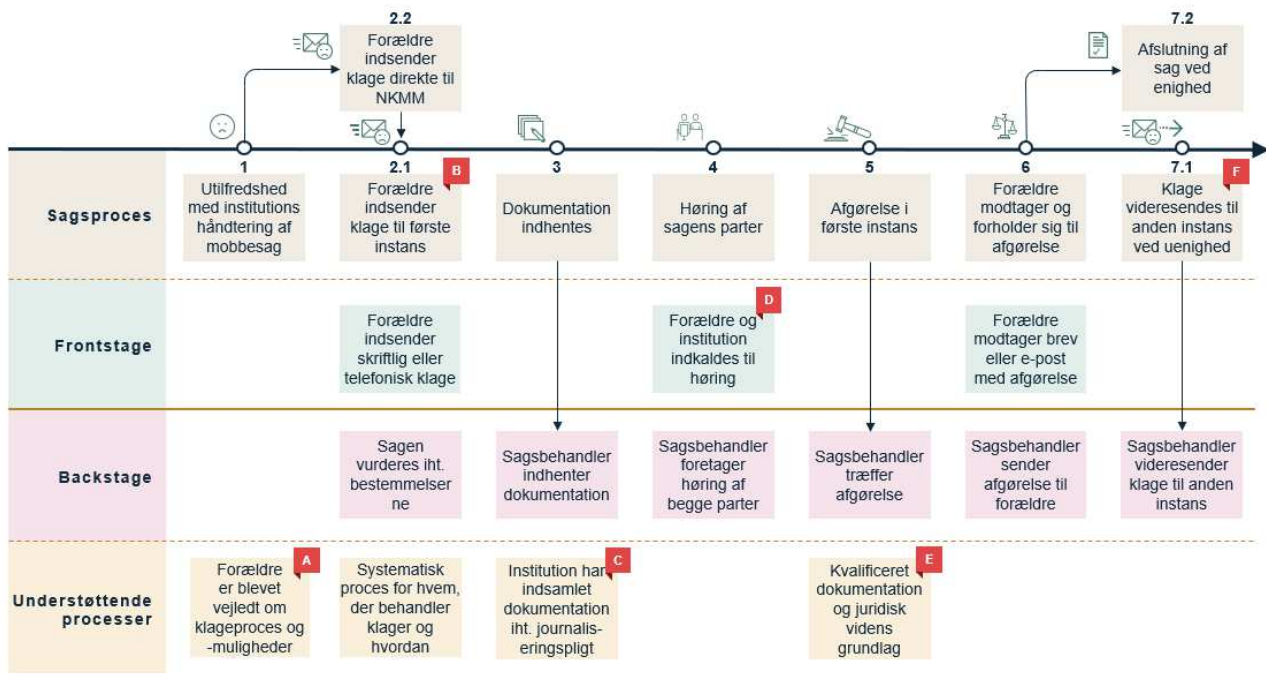 2.2
Forældre
indsender
klage direkte til
NKMM
7.2
Afslutning af
sag ved
enighed
1
2.1
3
4
5
6
7.1
Sagsproces
Utilfredshed
med institutions
håndtering af
mobbesag
B
Forældre
indsender
klage til første
instans
Dokumentation
indhentes
Høring af
sagens parter
Afgørelse i
første instans
Forældre
modtager og
forholder sig til
afgørelse
F
Klage
videresendes til
anden instans
ved uenighed
Frontstage
Forældre
indsender
skriftlig eller
telefonisk klage
D
Forældre og
institution
indkaldes til
høring
Forældre
modtager brev
eller e-post
med afgørelse
Backstage
Sagen
vurderes iht.
bestemmelser
ne
Sagsbehandler
indhenter
dokumentation
Sagsbehandler
foretager
høring af
begge parter
Sagsbehandler
træffer
afgørelse
Sagsbehandler
sender
afgørelse til
forældre
Sagsbehandler
videresender
klage til anden
instans
Understøttende
processer
A
Forældre
er blevet
vejledt om
klageproces og
-muligheder
Systematisk
proces for hvem,
der behandler
klager og
hvordan
C
Institution har
indsamlet
dokumentation
iht. journalis-
eringspligt
E
Kvalificeret
dokumentation
og juridisk
videns
grundlag